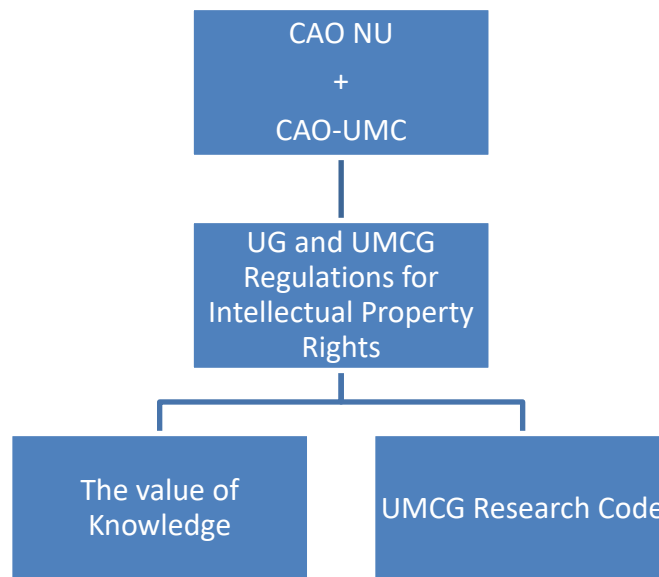 CAO NU
+
CAO-UMC
UG and UMCG
Regulations for
Intellectual Property
Rights
The value of
Knowledge
UMCG Research Code